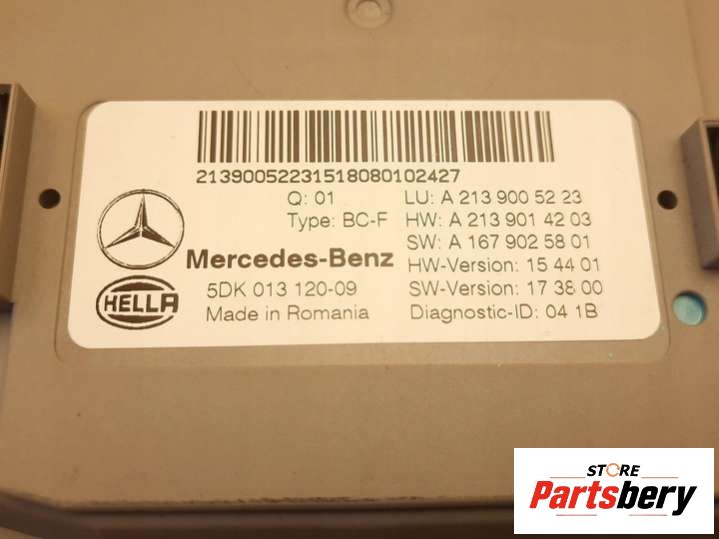 21390052231518080102427
Q: 01 LU: A 213 900 52 23
Type: BC-F HW: A 213 901 42 03
SW: A 167 902 58 01
Mercedes-Benz HW-Version: 15 44 01
HELLA 5DK 013 120-09 SW-Version: 17 38 00
Made in Romania Diagnostic-ID: 04 1B
STORE
Partsbery